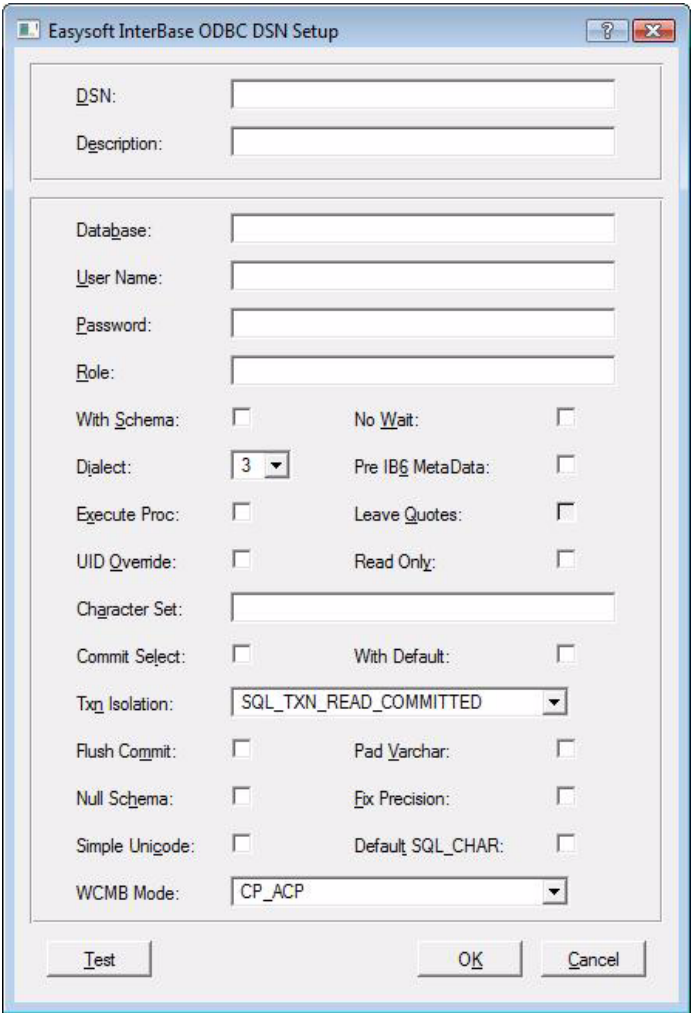 Easysoft InterBase ODBC DSN Setup
DSN:
Description:
Database:
User Name:
Password:
Role:
With Schema: No Wait:
Dialect: 3 Pre IB6 MetaData:
Execute Proc: Leave Quotes:
UID Override: Read Only:
Character Set:
Commit Select: With Default:
Txn Isolation: SQL_TXN_READ_COMMITTED
Flush Commit: Pad Varchar:
Null Schema: Fix Precision:
Simple Unicode: Default SQL_CHAR:
WCMB Mode: CP_ACP
Test OK Cancel